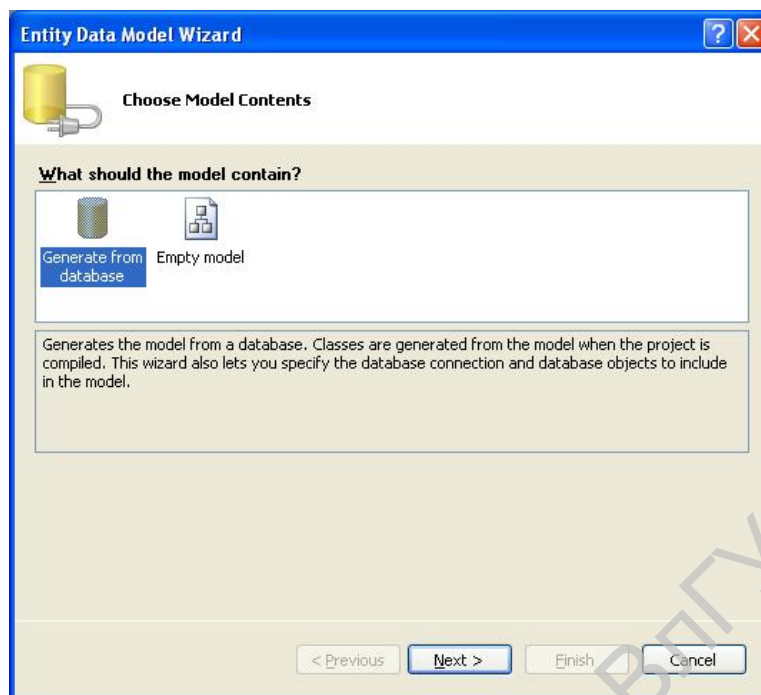 Entity Data Model Wizard
Choose Model Contents
What should the model contain?
Generate from
database
Empty model
Generates the model from a database. Classes are generated from the model when the project is
compiled. This wizard also lets you specify the database connection and database objects to include
in the model.
< Previous
Next >
Finish
Cancel
ВлГУ